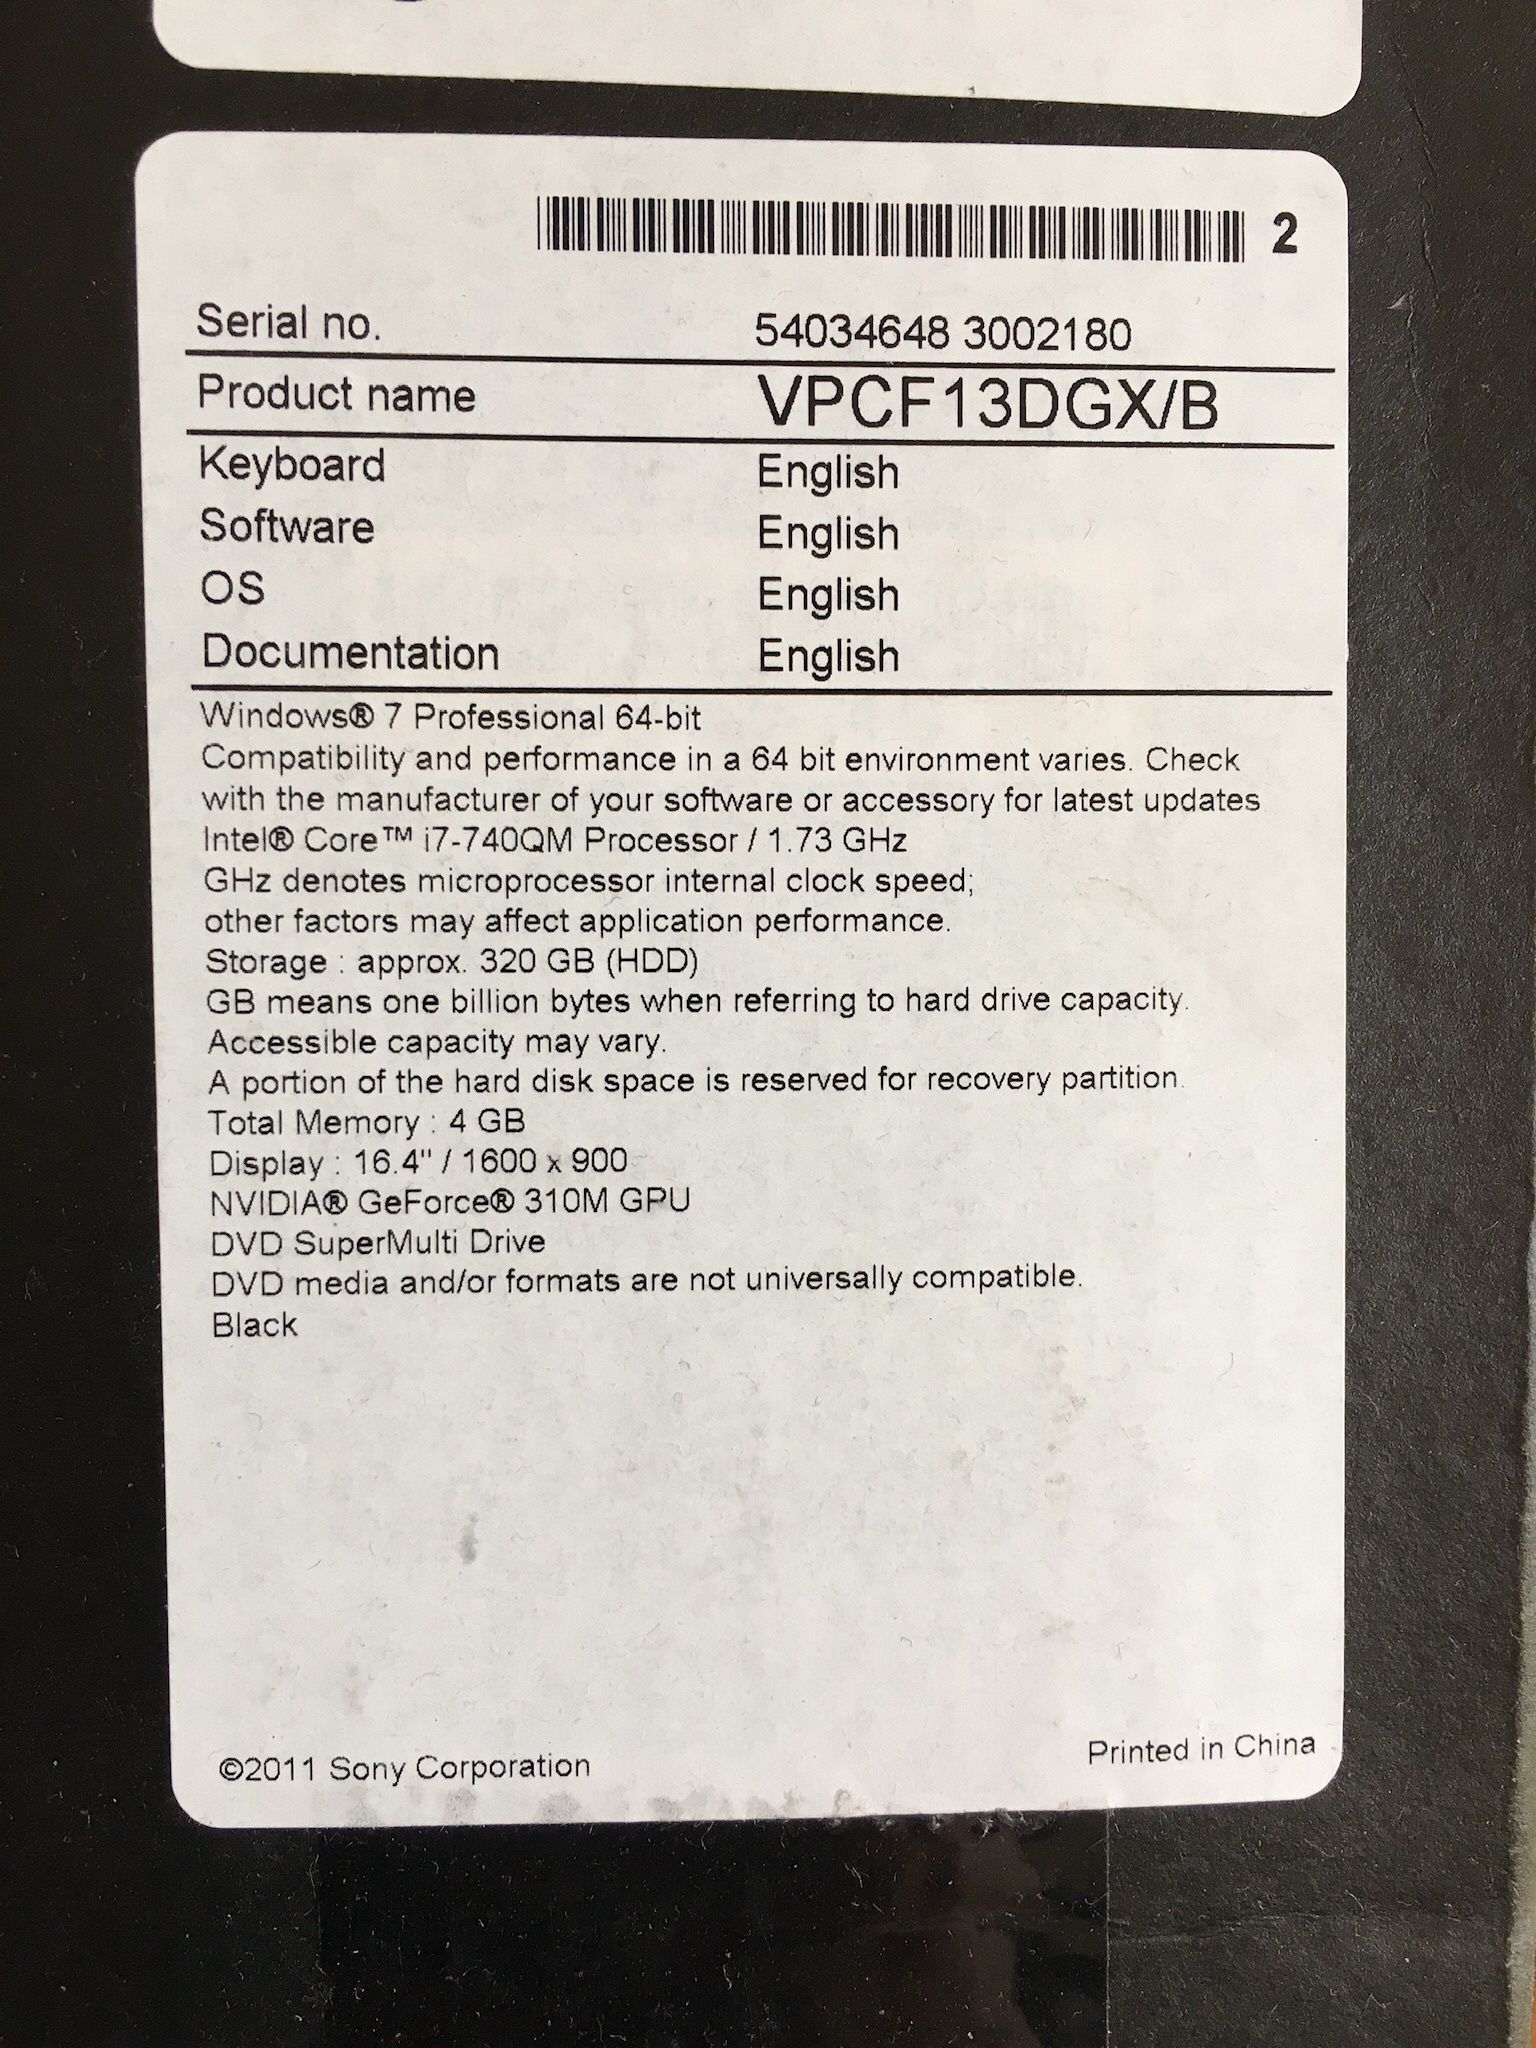 2
Serial no. 54034648 3002180
Product name VPCF13DGX/B
Keyboard English
Software English
OS English
Documentation English
Windows® 7 Professional 64-bit
Compatibility and performance in a 64 bit environment varies. Check
with the manufacturer of your software or accessory for latest updates
Intel® Core™ i7-740QM Processor / 1.73 GHz
GHz denotes microprocessor internal clock speed;
other factors may affect application performance.
Storage : approx. 320 GB (HDD)
GB means one billion bytes when referring to hard drive capacity.
Accessible capacity may vary.
A portion of the hard disk space is reserved for recovery partition.
Total Memory : 4 GB
Display : 16.4" / 1600 x 900
NVIDIA® GeForce® 310M GPU
DVD SuperMulti Drive
DVD media and/or formats are not universally compatible.
Black
©2011 Sony Corporation Printed in China